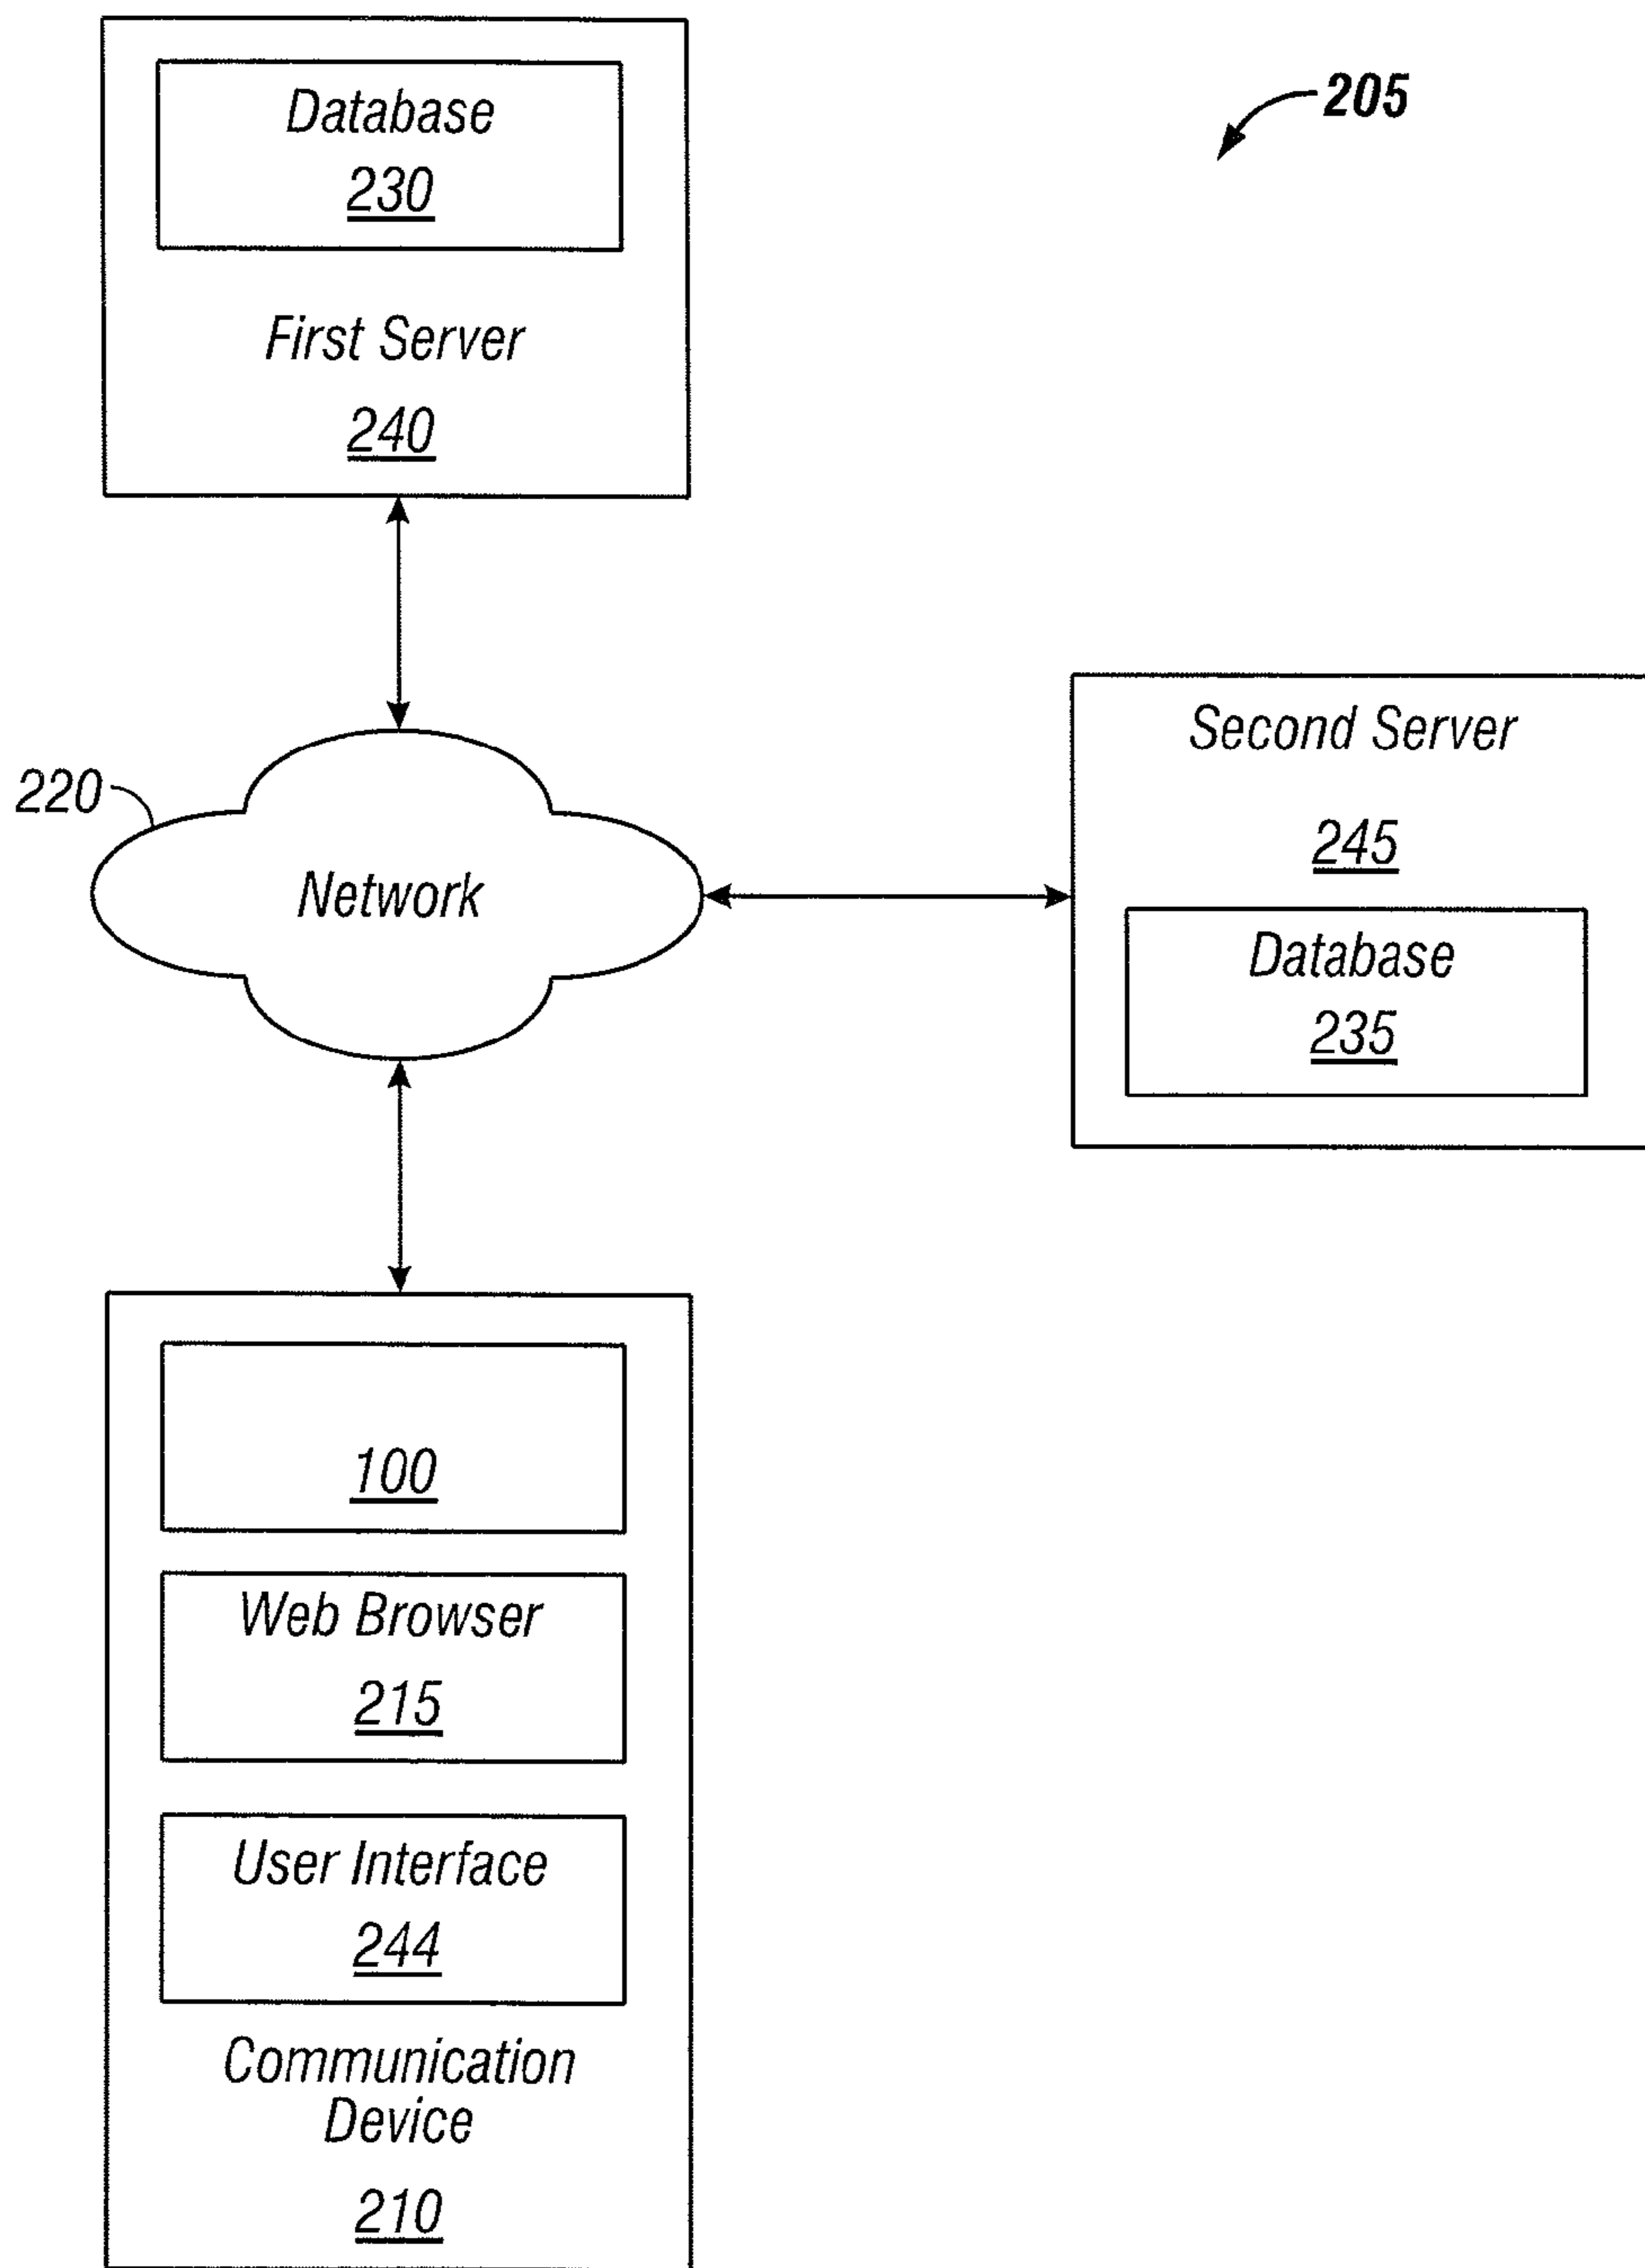 Database
230
205
First Server
240
220
Network
Second Server
245
Database
235
100
Web Browser
215
User Interface
244
Communication
Device
210